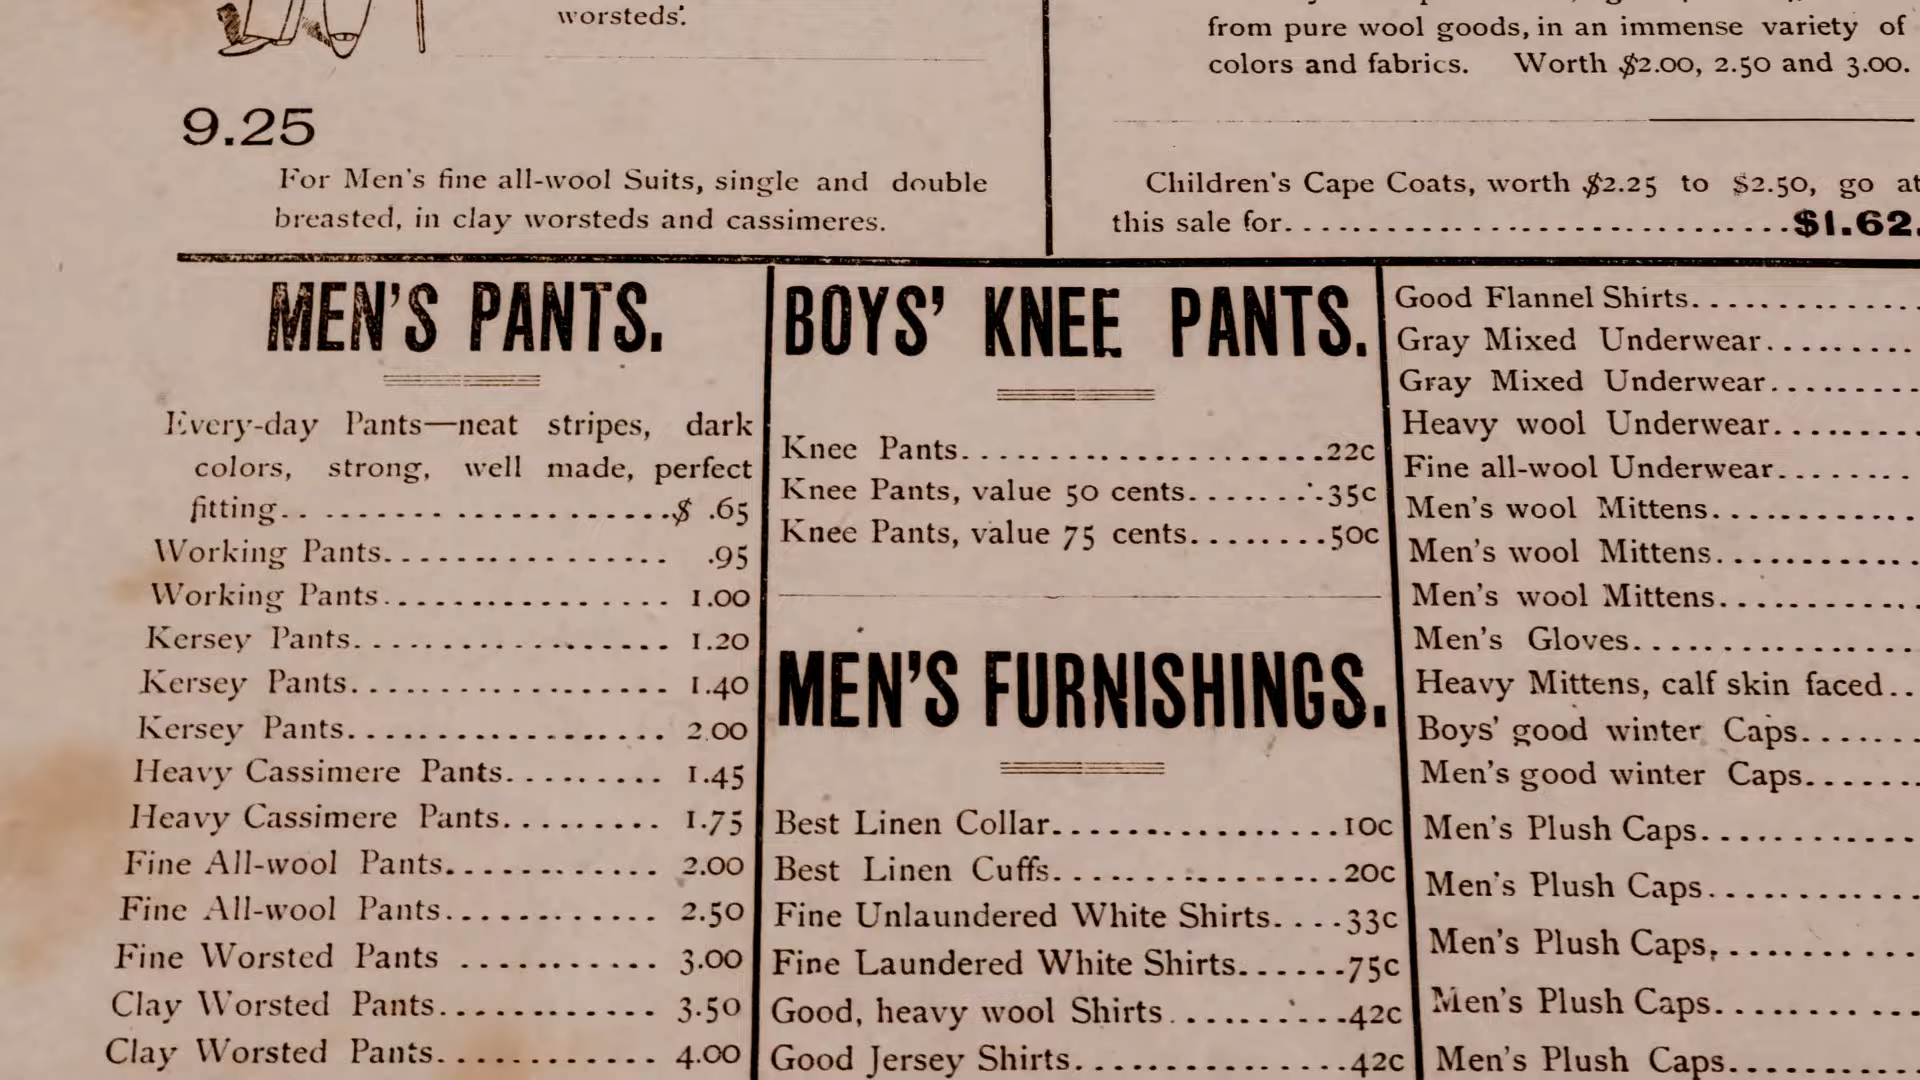 worsteds.
9.25
For Men's fine all-wool Suits, single and double
breasted, in clay worsteds and cassimeres.
from pure wool goods, in an immense variety of
colors and fabrics. Worth $2.00, 2.50 and 3.00.
Children's Cape Coats, worth $2.25 to $2.50, go at
this sale for..............................$1.62.
MEN'S PANTS.
Every-day Pants—neat stripes, dark
colors, strong, well made, perfect
fitting.. ....................$ .65
Working Pants................ .95
Working Pants................ 1.00
Kersey Pants.................. 1.20
Kersey Pants.................. 1.40
Kersey Pants.................. 2.00
Heavy Cassimere Pants......... 1.45
Heavy Cassimere Pants......... 1.75
Fine All-wool Pants............ 2.00
Fine All-wool Pants............ 2.50
Fine Worsted Pants ........... 3.00
Clay Worsted Pants............ 3.50
Clay Worsted Pants............ 4.00
BOYS' KNEE PANTS.
Knee Pants.......................22c
Knee Pants, value 50 cents.........35c
Knee Pants, value 75 cents........50c
MEN'S FURNISHINGS.
Best Linen Collar..................10c
Best Linen Cuffs..................20c
Fine Unlaundered White Shirts....33c
Fine Laundered White Shirts......75c
Good, heavy wool Shirts..........42c
Good Jersey Shirts................42c
Good Flannel Shirts............
Gray Mixed Underwear.........
Gray Mixed Underwear.........
Heavy wool Underwear.........
Fine all-wool Underwear........
Men's wool Mittens............
Men's wool Mittens............
Men's wool Mittens............
Men's Gloves..................
Heavy Mittens, calf skin faced..
Boys' good winter Caps.......
Men's good winter Caps.......
Men's Plush Caps.............
Men's Plush Caps.............
Men's Plush Caps.............
Men's Plush Caps.............
Men's Plush Caps.............